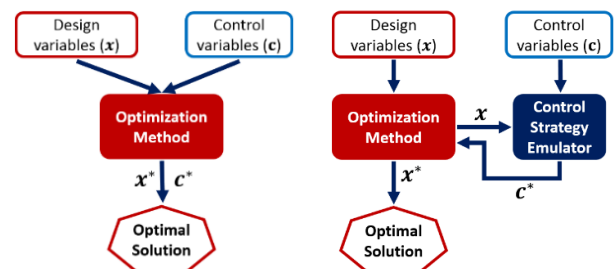 Design
variables (x)
Control
variables (c)
Optimization
Method
x* c*
Optimal
Solution
Design
variables (x)
Control
variables (c)
Optimization
Method
x
Control
Strategy
Emulator
c*
x*
Optimal
Solution